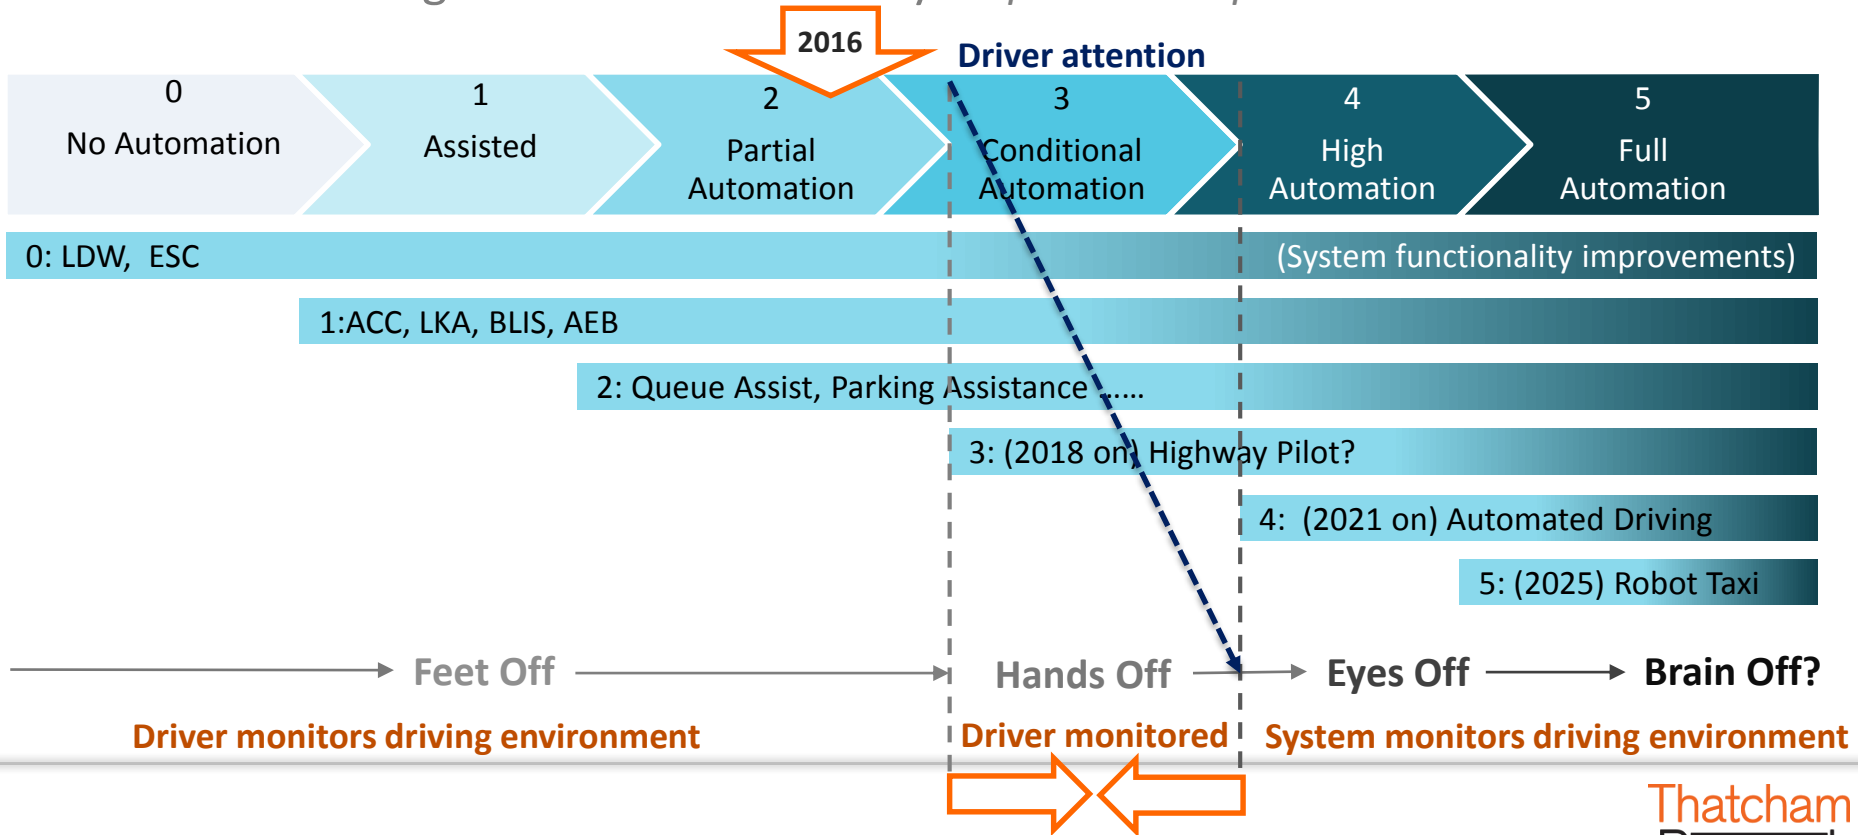 2016
Driver attention
0
No Automation
1
Assisted
2
Partial
Automation
3
Conditional
Automation
4
High
Automation
5
Full
Automation
0: LDW, ESC
(System functionality improvements)
1:ACC, LKA, BLIS, AEB
2: Queue Assist, Parking Assistance ......
3: (2018 on) Highway Pilot?
4: (2021 on) Automated Driving
5: (2025) Robot Taxi
Feet Off
Hands Off
Eyes Off
Brain Off?
Driver monitors driving environment
Driver monitored
System monitors driving environment
Thatcham